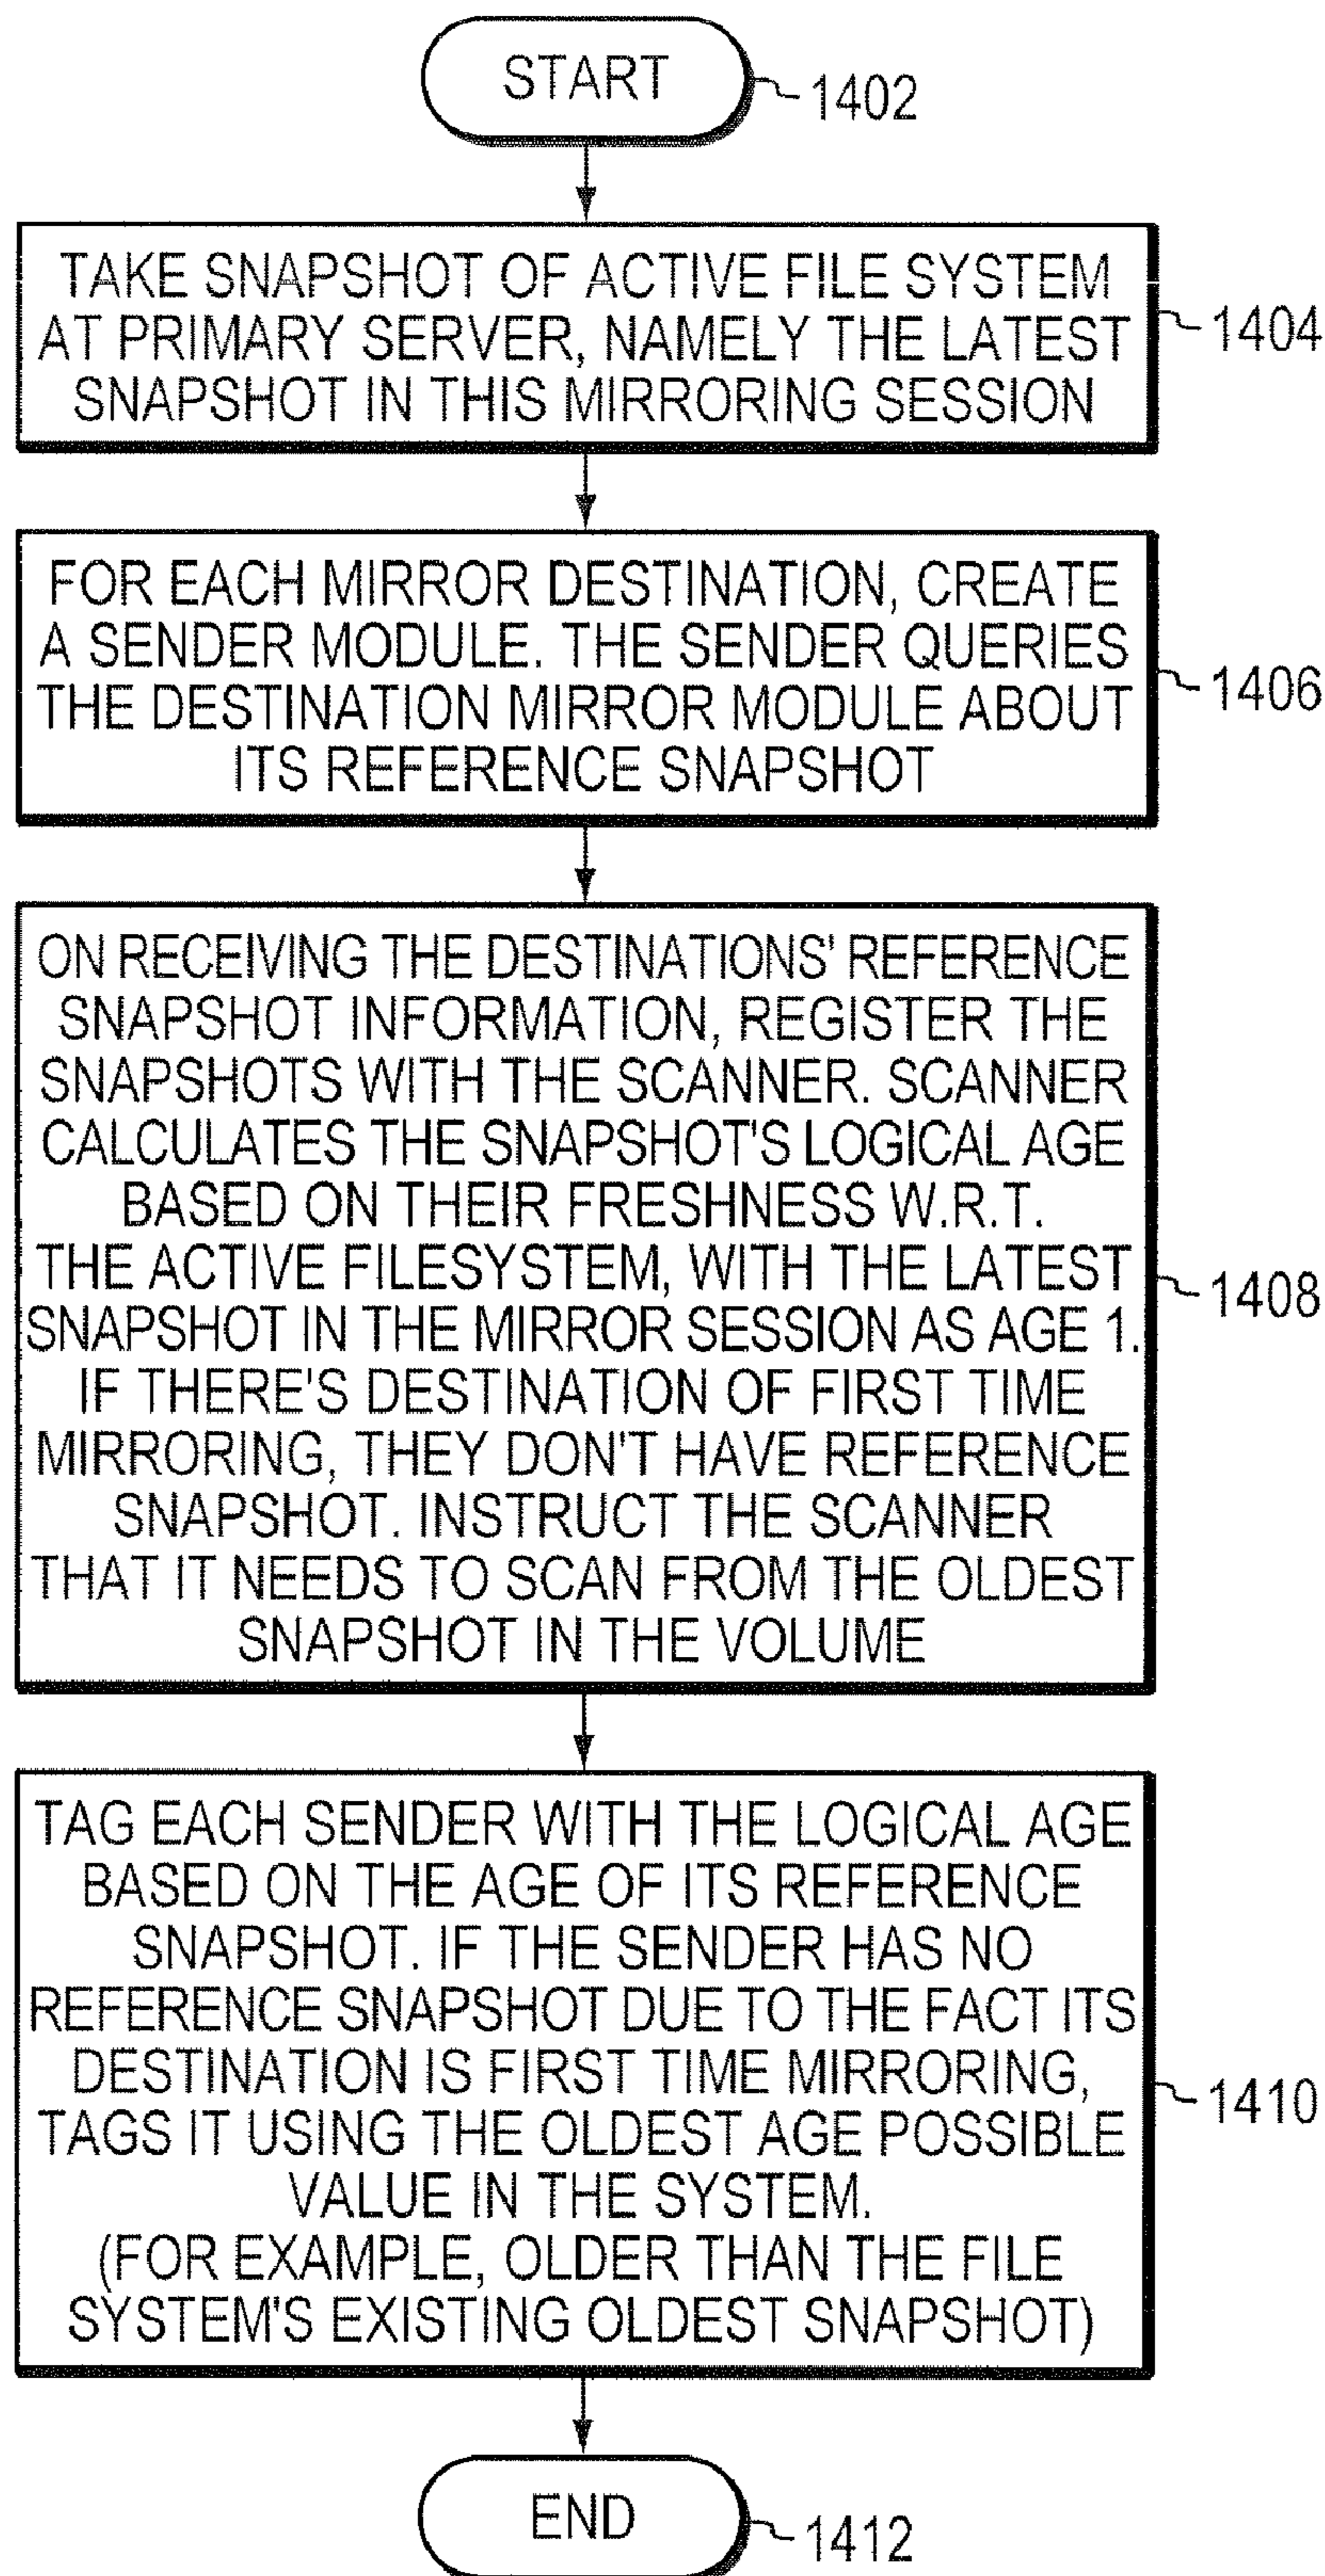 START
1402
TAKE SNAPSHOT OF ACTIVE FILE SYSTEM
AT PRIMARY SERVER, NAMELY THE LATEST
SNAPSHOT IN THIS MIRRORING SESSION
1404
FOR EACH MIRROR DESTINATION, CREATE
A SENDER MODULE. THE SENDER QUERIES
THE DESTINATION MIRROR MODULE ABOUT
ITS REFERENCE SNAPSHOT
1406
ON RECEIVING THE DESTINATIONS' REFERENCE
SNAPSHOT INFORMATION, REGISTER THE
SNAPSHOTS WITH THE SCANNER. SCANNER
CALCULATES THE SNAPSHOT'S LOGICAL AGE
BASED ON THEIR FRESHNESS W.R.T.
THE ACTIVE FILESYSTEM, WITH THE LATEST
SNAPSHOT IN THE MIRROR SESSION AS AGE 1.
IF THERE'S DESTINATION OF FIRST TIME
MIRRORING, THEY DON'T HAVE REFERENCE
SNAPSHOT. INSTRUCT THE SCANNER
THAT IT NEEDS TO SCAN FROM THE OLDEST
SNAPSHOT IN THE VOLUME
1408
TAG EACH SENDER WITH THE LOGICAL AGE
BASED ON THE AGE OF ITS REFERENCE
SNAPSHOT. IF THE SENDER HAS NO
REFERENCE SNAPSHOT DUE TO THE FACT ITS
DESTINATION IS FIRST TIME MIRRORING,
TAGS IT USING THE OLDEST AGE POSSIBLE
VALUE IN THE SYSTEM.
(FOR EXAMPLE, OLDER THAN THE FILE
SYSTEM'S EXISTING OLDEST SNAPSHOT)
1410
END
1412